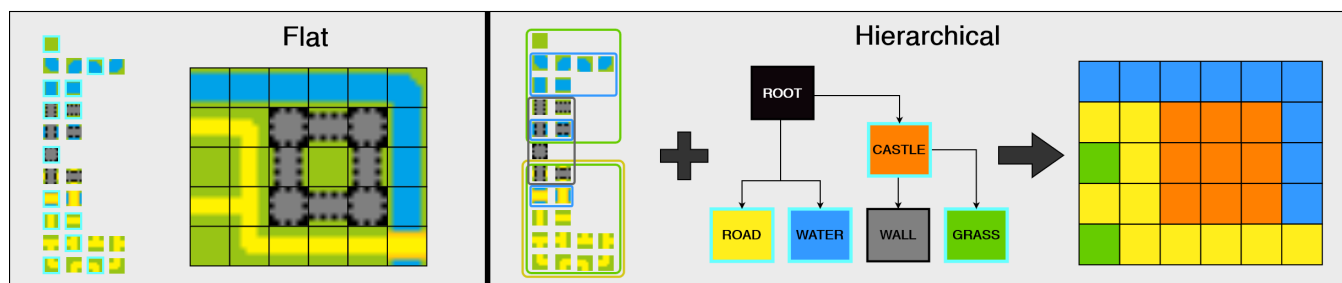 Flat
Hierarchical
ROOT
CASTLE
ROAD
WATER
WALL
GRASS